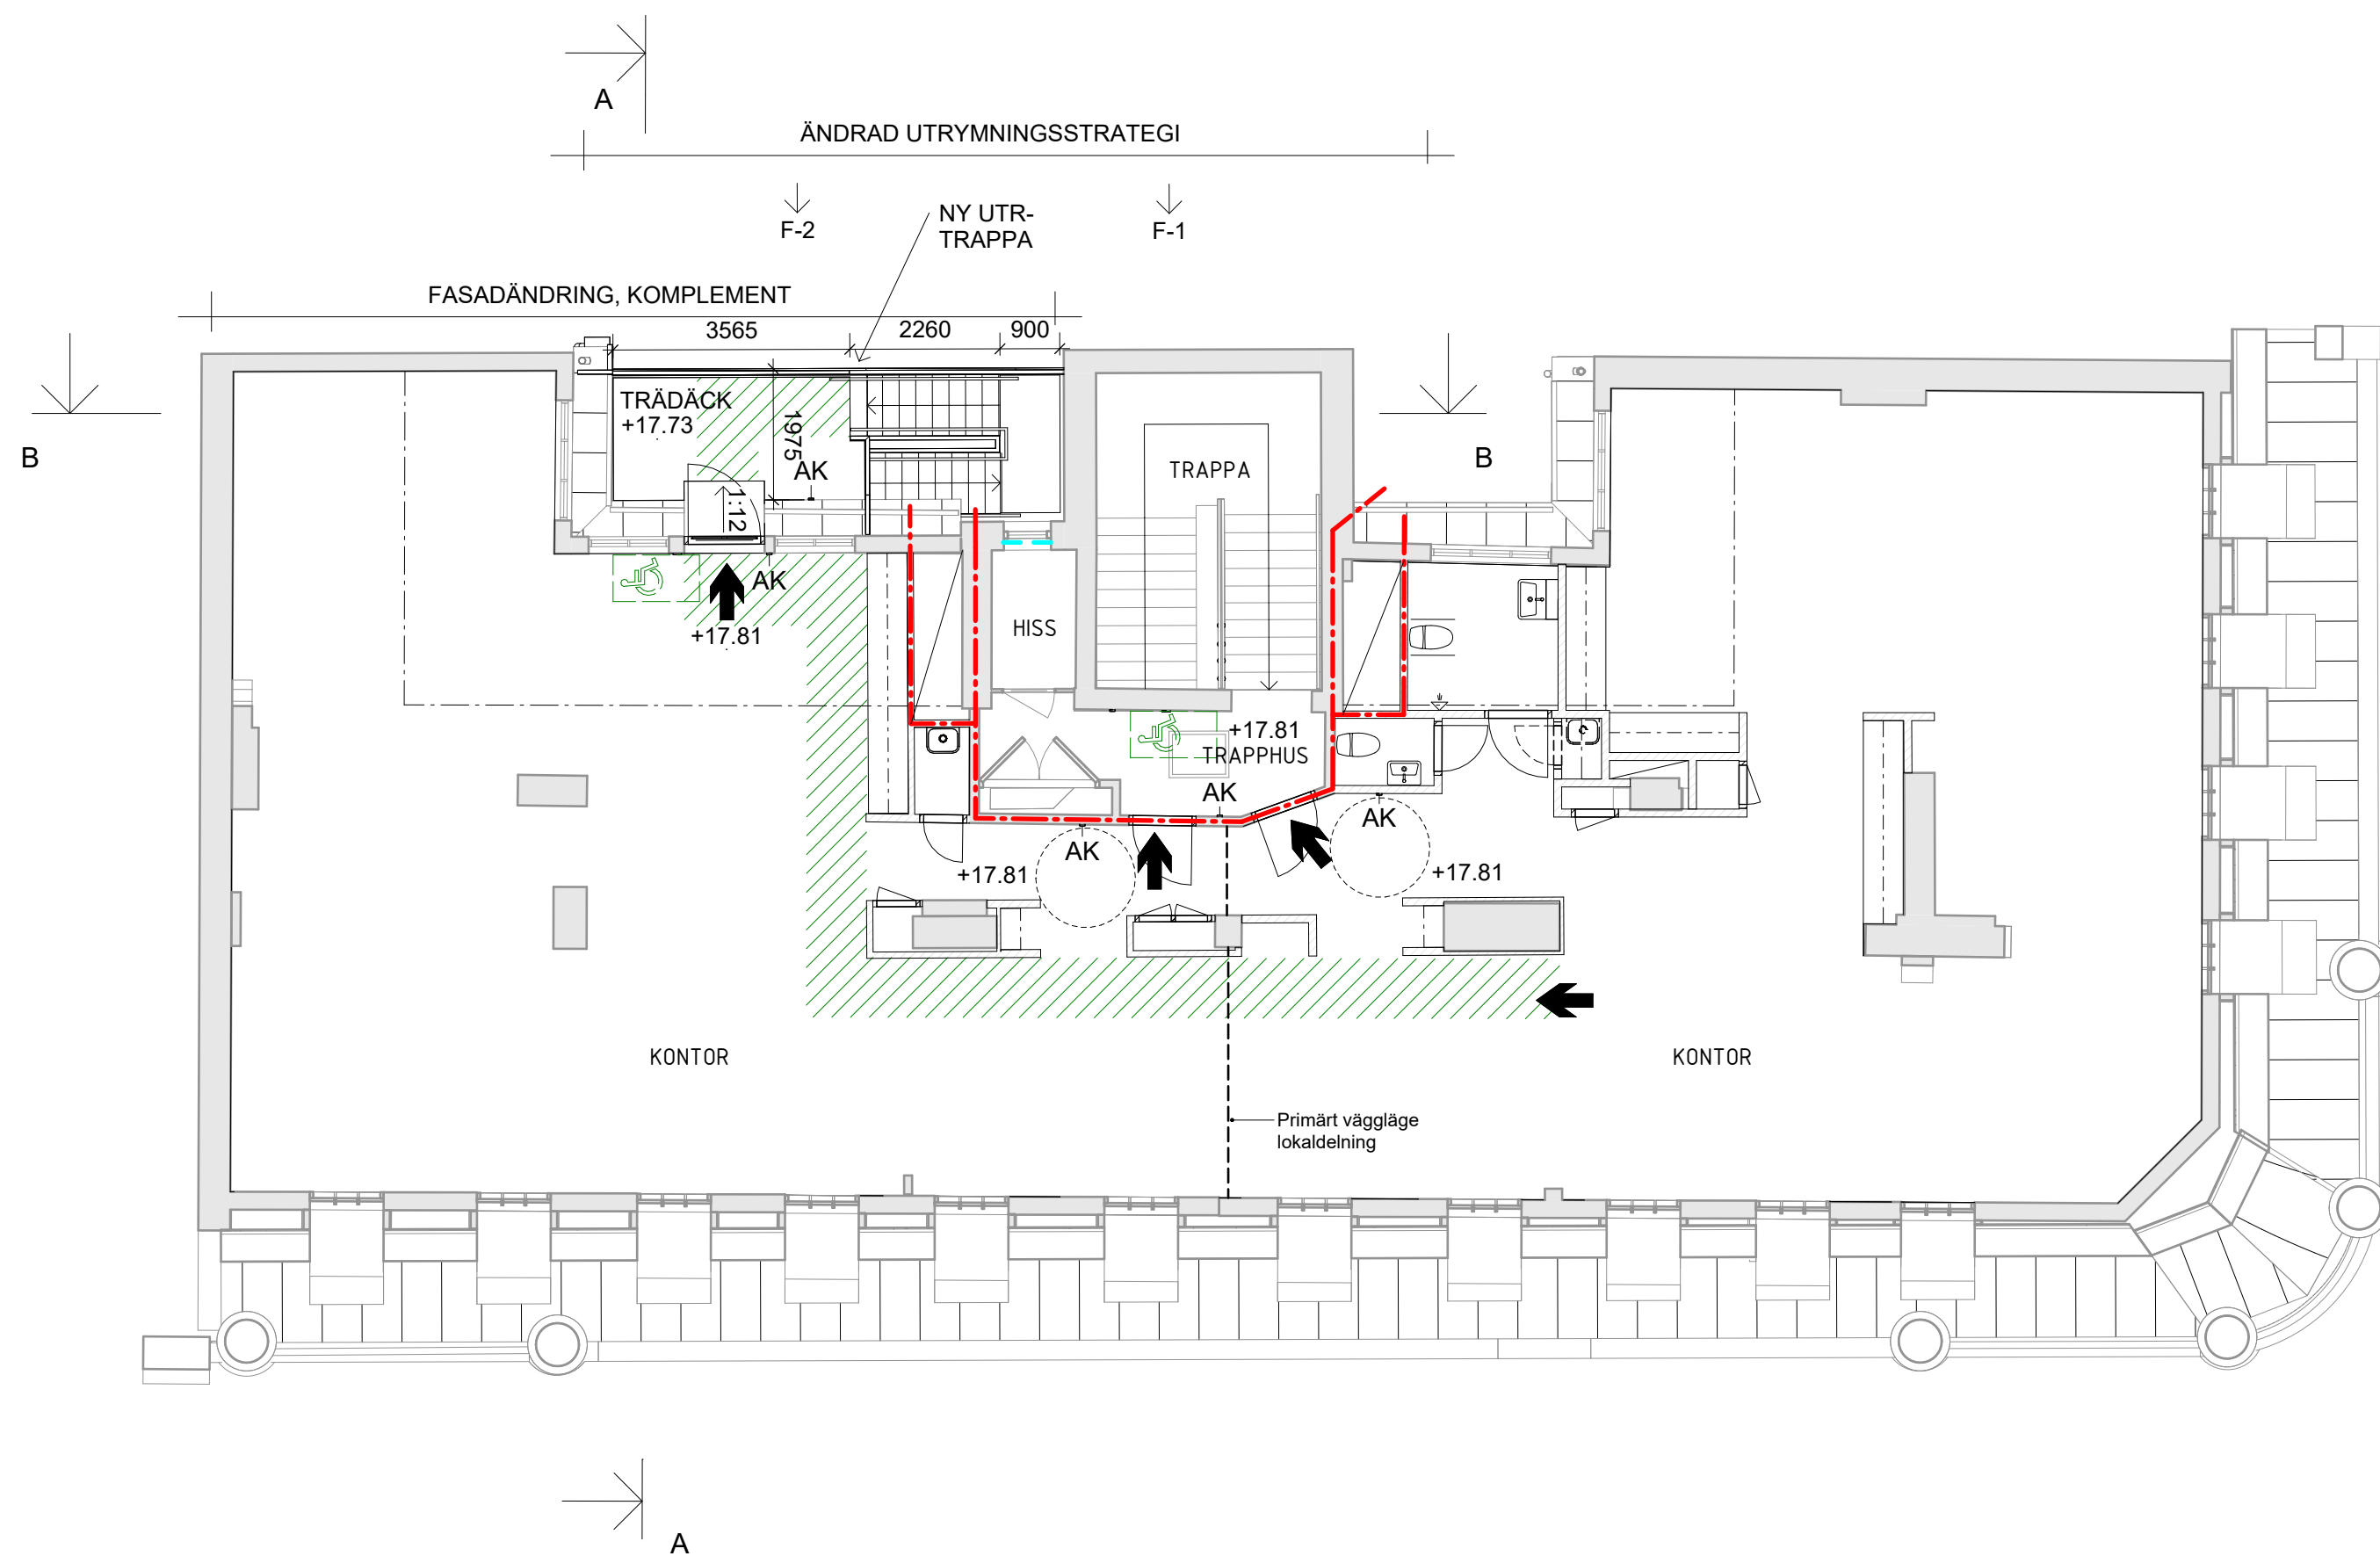 A
ÄNDRAD UTRYMNINGSSTRATEGI
F-2
F-1
NY UTR-
TRAPPA
FASADÄNDRING, KOMPLEMENT
3565
2260
900
TRÄDÄCK
+17.73
1975
AK
1:12
B
B
TRAPPA
AK
+17.81
HISS
+17.81
TRAPPHUS
AK
AK
AK
+17.81
+17.81
KONTOR
KONTOR
Primärt väggläge
lokaldelning
A